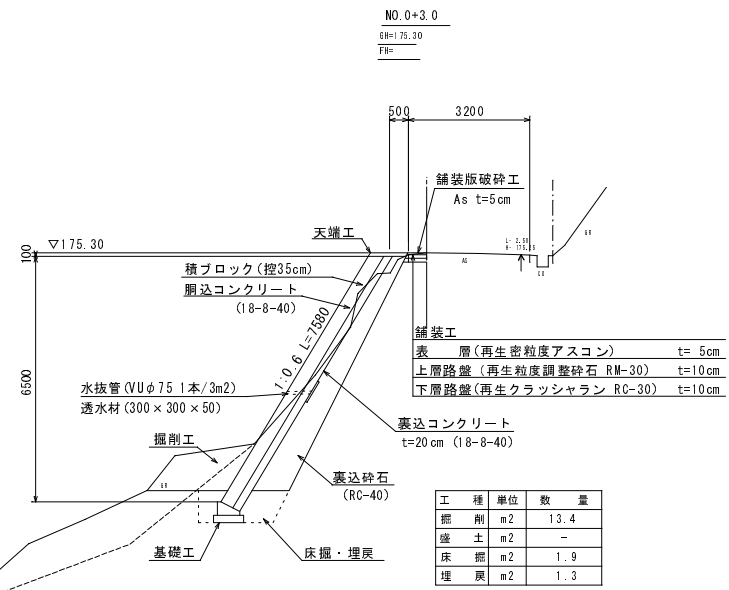 NO.0+3.0
GH=175.30
FH=
500
3200
舗装版破砕工
As t=5cm
天端工
▽175.30
100
積ブロック(控35cm)
胴込コンクリート
(18-8-40)
1:0.6 L=7580
6500
L= 2.50
H= 175.25
GR
AS
舗装工
表 層(再生密粒度アスコン) t= 5cm
上層路盤 (再生粒度調整砕石 RM-30) t=10cm
下層路盤(再生クラッシャラン RC-30) t=10cm
水抜管(VUφ75 1本/3m2)
透水材(300×300×50)
裏込コンクリート
t=20cm (18-8-40)
掘削工
裏込砕石
(RC-40)
GR
基礎工
床掘・埋戻
工 種 単位 数 量
掘 削 m2 13.4
盛 土 m2 −
床 掘 m2 1.9
埋 戻 m2 1.3